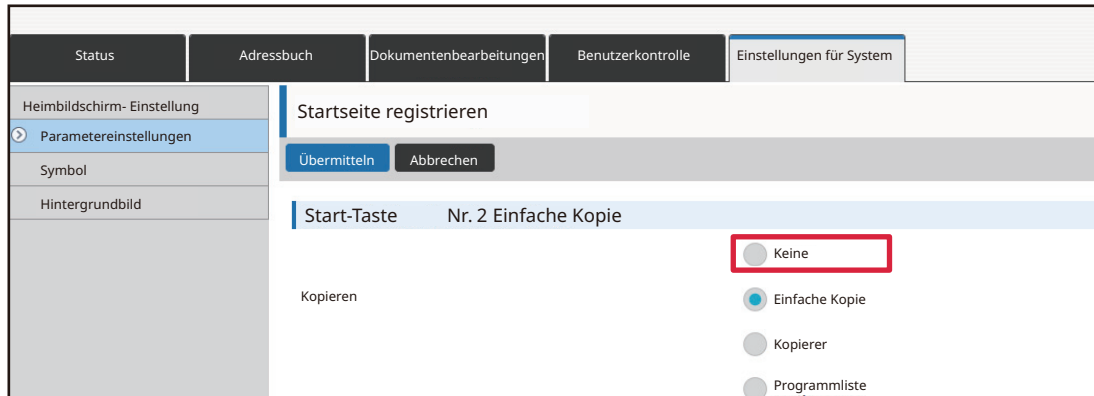 Status
Adressbuch
Dokumentenbearbeitungen
Benutzerkontrolle
Einstellungen für System
Heimbildschirm- Einstellung
Parametereinstellungen
Symbol
Hintergrundbild
Startseite registrieren
Übermitteln Abbrechen
Start-Taste Nr. 2 Einfache Kopie
Keine
Kopieren
Einfache Kopie
Kopierer
Programmliste